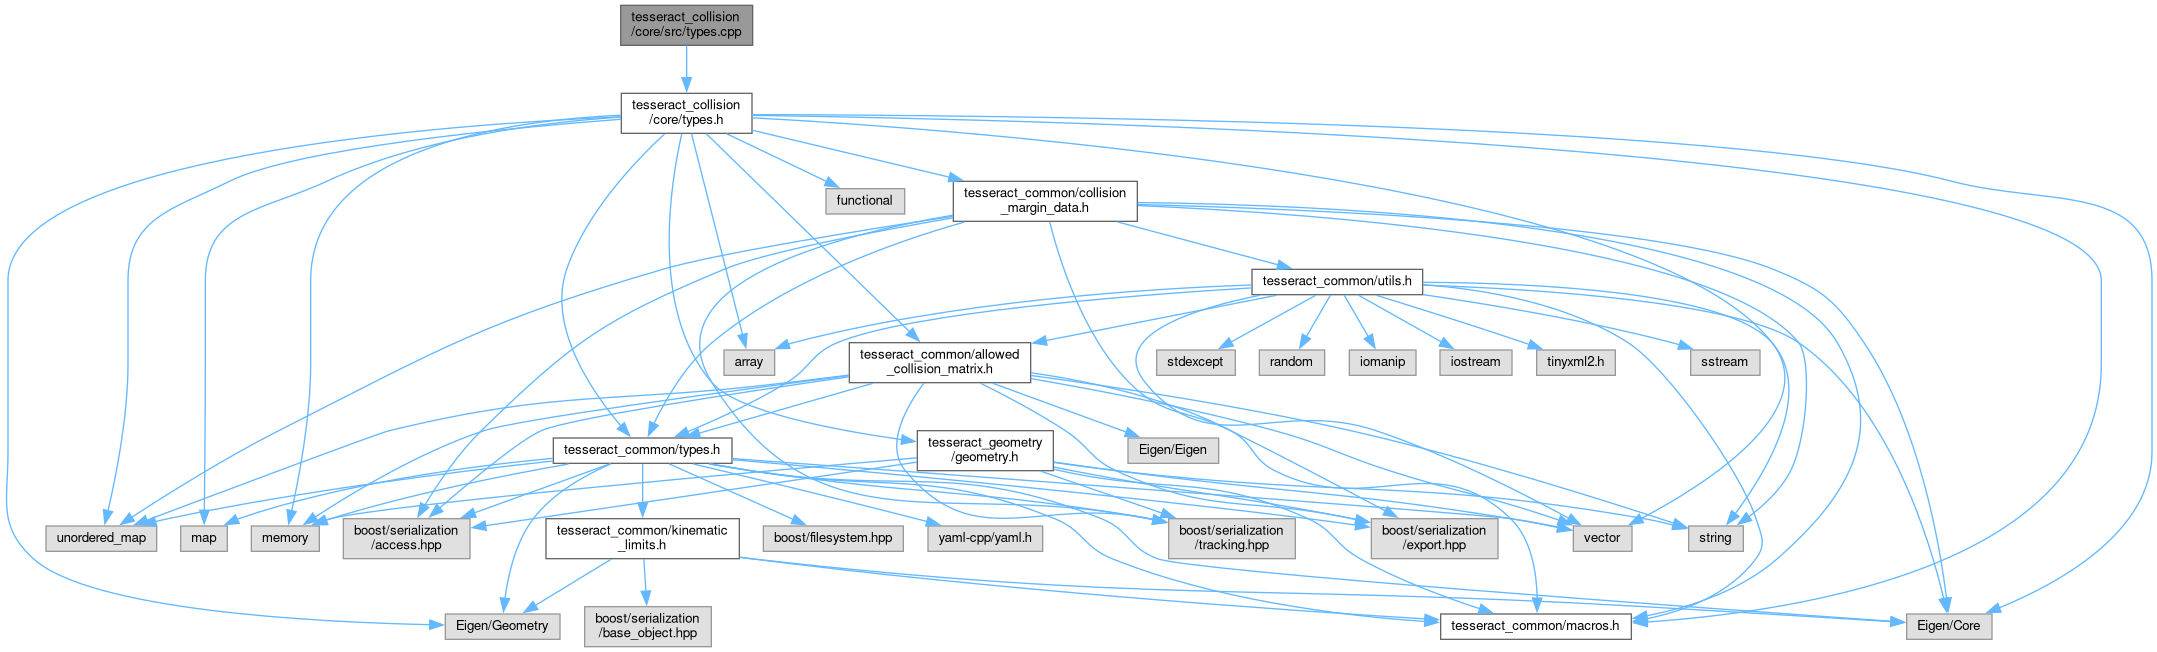 tesseract_collision
/core/src/types.cpp
tesseract_collision
/core/types.h
tesseract_common/collision
_margin_data.h
functional
tesseract_common/utils.h
array
tesseract_common/allowed
_collision_matrix.h
stdexcept
random
iomanip
iostream
tinyxml2.h
sstream
tesseract_common/types.h
tesseract_geometry
/geometry.h
Eigen/Eigen
unordered_map
map
memory
boost/serialization
/access.hpp
tesseract_common/kinematic
_limits.h
boost/filesystem.hpp
yaml-cpp/yaml.h
boost/serialization
/tracking.hpp
boost/serialization
/export.hpp
vector
string
Eigen/Geometry
boost/serialization
/base_object.hpp
tesseract_common/macros.h
Eigen/Core